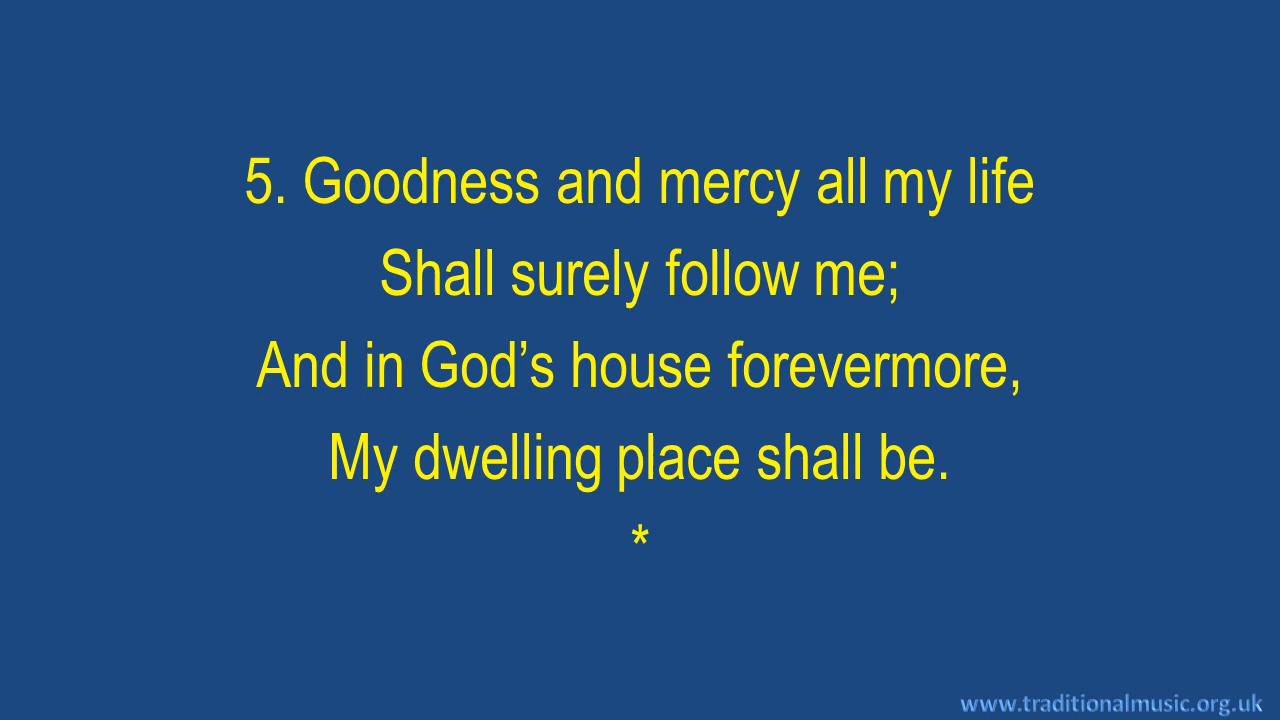 5. Goodness and mercy all my life
Shall surely follow me;
And in God’s house forevermore,
My dwelling place shall be.
*
www.traditionalmusic.org.uk